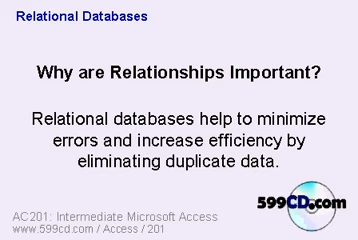 Relational Databases
Why are Relationships Important?
Relational databases help to minimize
errors and increase efficiency by
eliminating duplicate data.
599CD.com
AC201: Intermediate Microsoft Access
www.599cd.com / Access / 201